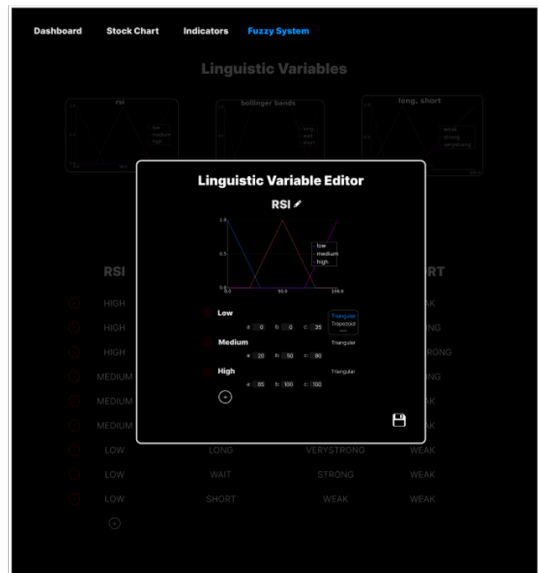 Dashboard Stock Chart Indicators Fuzzy System
Linguistic Variables
rsi bollinger bands long, short
low long weak
medium wait strong
high short verystrong
Linguistic Variable Editor
RSI
1.0
low
0.5 medium
high
0.0
0.0 50.0
Low Triangular
Trapezoid
a: 0 b: 0 c: 35
Medium Triangular
a: 20 b: 50 c: 80
High Triangular
a: 65 b: 100 c: 100
RSI RT
HIGH AK
HIGH NG
HIGH RONG
MEDIUM NG
MEDIUM AK
MEDIUM AK
LOW LONG VERYSTRONG WEAK
LOW WAIT STRONG WEAK
LOW SHORT WEAK WEAK